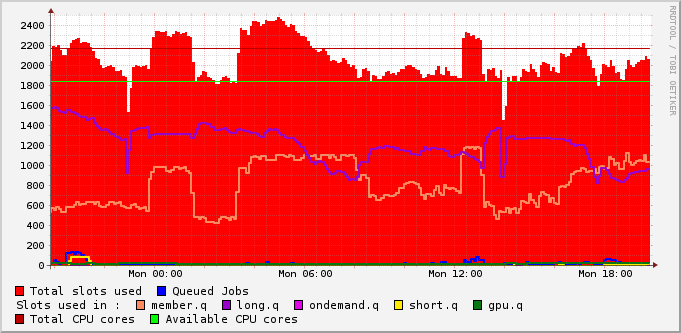 2400
2200
2000
1800
1600
1400
1200
1000
800
600
400
200
0
Mon 00:00 Mon 06:00 Mon 12:00 Mon 18:00
Total slots used Queued Jobs
Slots used in : member.q long.q ondemand.q short.q gpu.q
Total CPU cores Available CPU cores
RRDTOOL / TOBI OETIKER